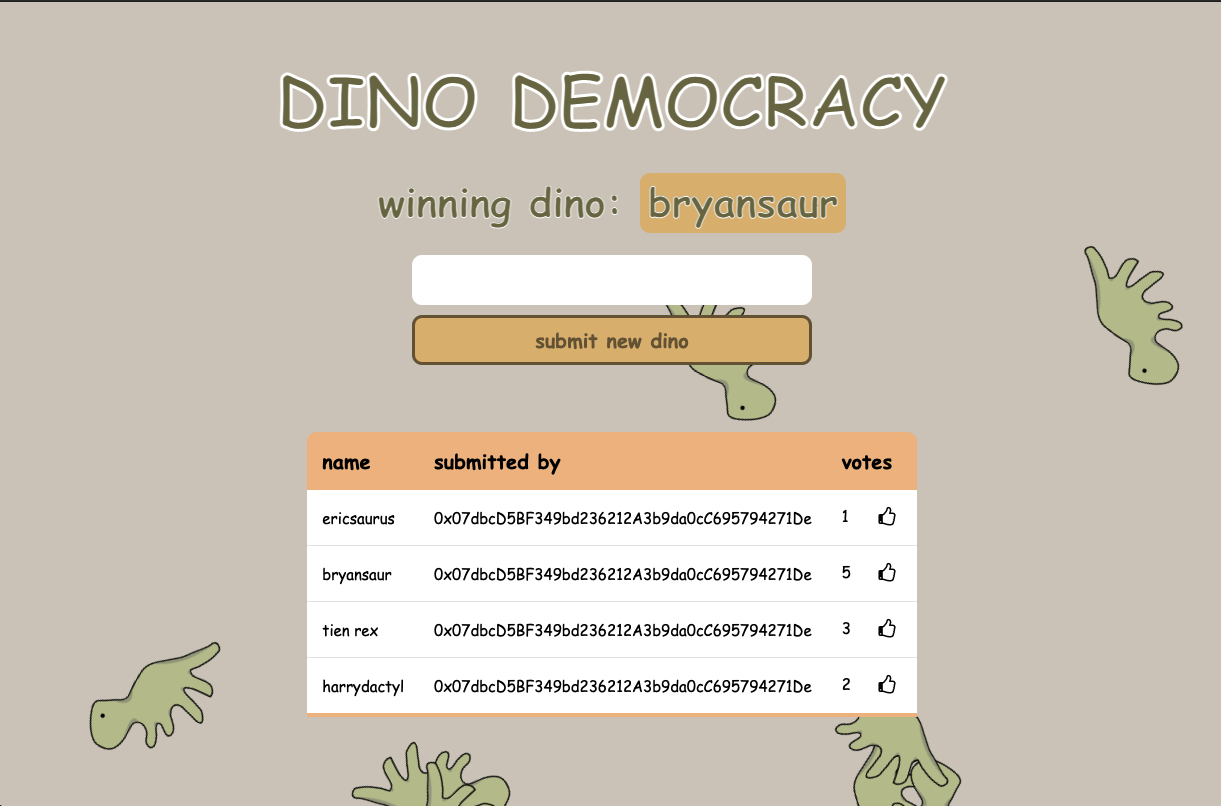 DINO DEMOCRACY
winning dino: bryansaur
submit new dino
name submitted by votes
ericsaurus 0x07dbcD5BF349bd236212A3b9da0cC695794271De 1
bryansaur 0x07dbcD5BF349bd236212A3b9da0cC695794271De 5
tien rex 0x07dbcD5BF349bd236212A3b9da0cC695794271De 3
harrydactyl 0x07dbcD5BF349bd236212A3b9da0cC695794271De 2